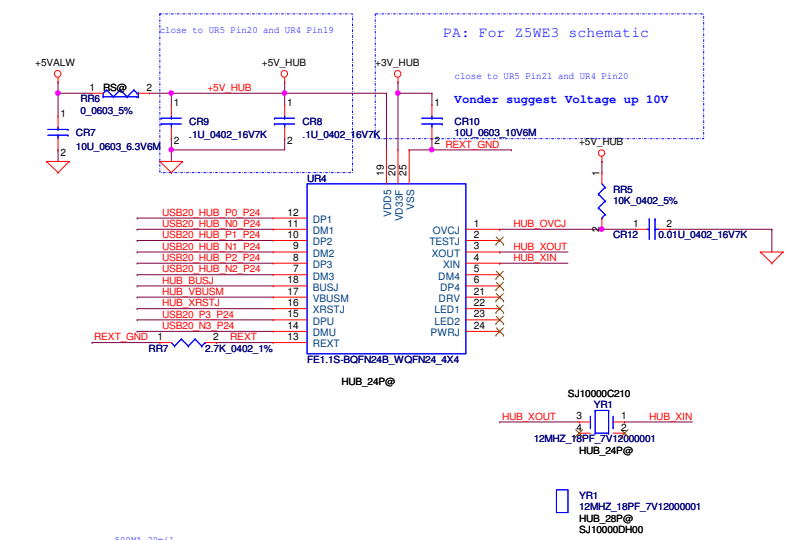 close to UR5 Pin20 and UR4 Pin19
PA: For Z5WE3 schematic
+5VALW
+5V_HUB
+3V_HUB
close to UR5 Pin21 and UR4 Pin20
Vonder suggest Voltage up 10V
1 RS@ 2
+5V_HUB
RR6
0_0603_5%
1
CR7
10U_0603_6.3V6M
2
1
CR9
.1U_0402_16V7K
2
1
CR8
.1U_0402_16V7K
2
1
CR10
10U_0603_10V6M
2
REXT_GND
+5V_HUB
1
RR5
10K_0402_5%
2
UR4
19 20 25
VDD5 VD33F VSS
USB20_HUB_P0_P24 12 DP1
USB20_HUB_N0_P24 11 DM1
USB20_HUB_P1_P24 10 DP2
USB20_HUB_N1_P24 9 DM2
USB20_HUB_P2_P24 8 DP3
USB20_HUB_N2_P24 7 DM3
HUB_BUSJ 18 BUSJ
HUB_VBUSM 17 VBUSM
HUB_XRSTJ 16 XRSTJ
USB20_P3_P24 15 DPU
USB20_N3_P24 14 DMU
REXT_GND 1 2 REXT 13 REXT
RR7 2.7K_0402_1%
OVCJ 1 HUB_OVCJ
TESTJ 2
XOUT 3 HUB_XOUT
XIN 4 HUB_XIN
DM4 5
DP4 6
DRV 21
LED1 22
LED2 23
PWRJ 24
1 2
CR12 0.01U_0402_16V7K
FE1.1S-BQFN24B_WQFN24_4X4
HUB_24P@
SJ10000C210
YR1
HUB_XOUT 3 1 HUB_XIN
4 2
12MHZ_18PF_7V12000001
HUB_24P@
YR1
12MHZ_18PF_7V12000001
HUB_28P@
SJ10000DH00